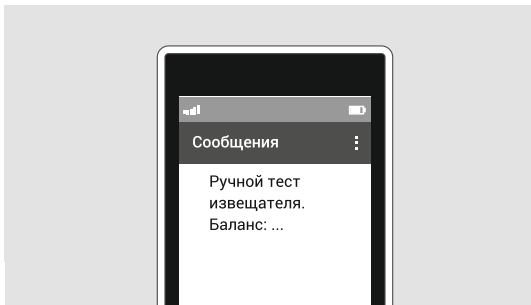 Сообщения
Ручной тест
извещателя.
Баланс: ...